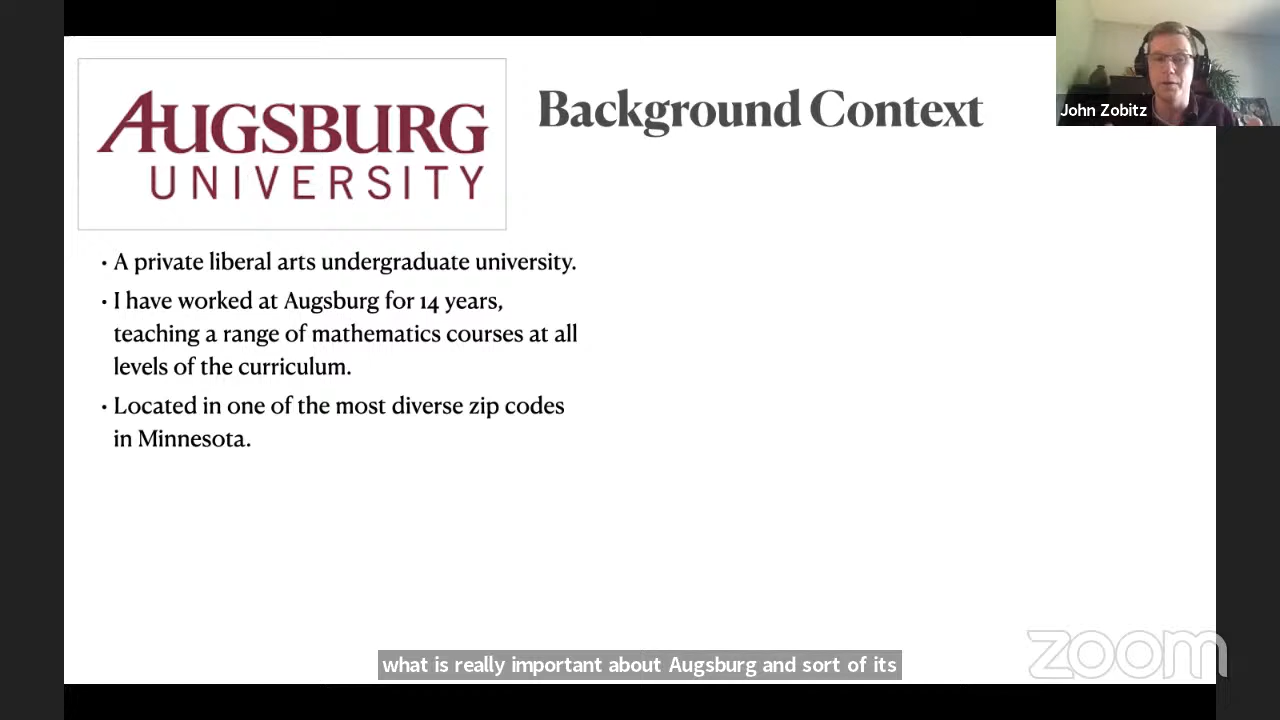 AUGSBURG
UNIVERSITY
Background Context
John Zobitz
• A private liberal arts undergraduate university.
• I have worked at Augsburg for 14 years,
teaching a range of mathematics courses at all
levels of the curriculum.
• Located in one of the most diverse zip codes
in Minnesota.
what is really important about Augsburg and sort of its
zoom